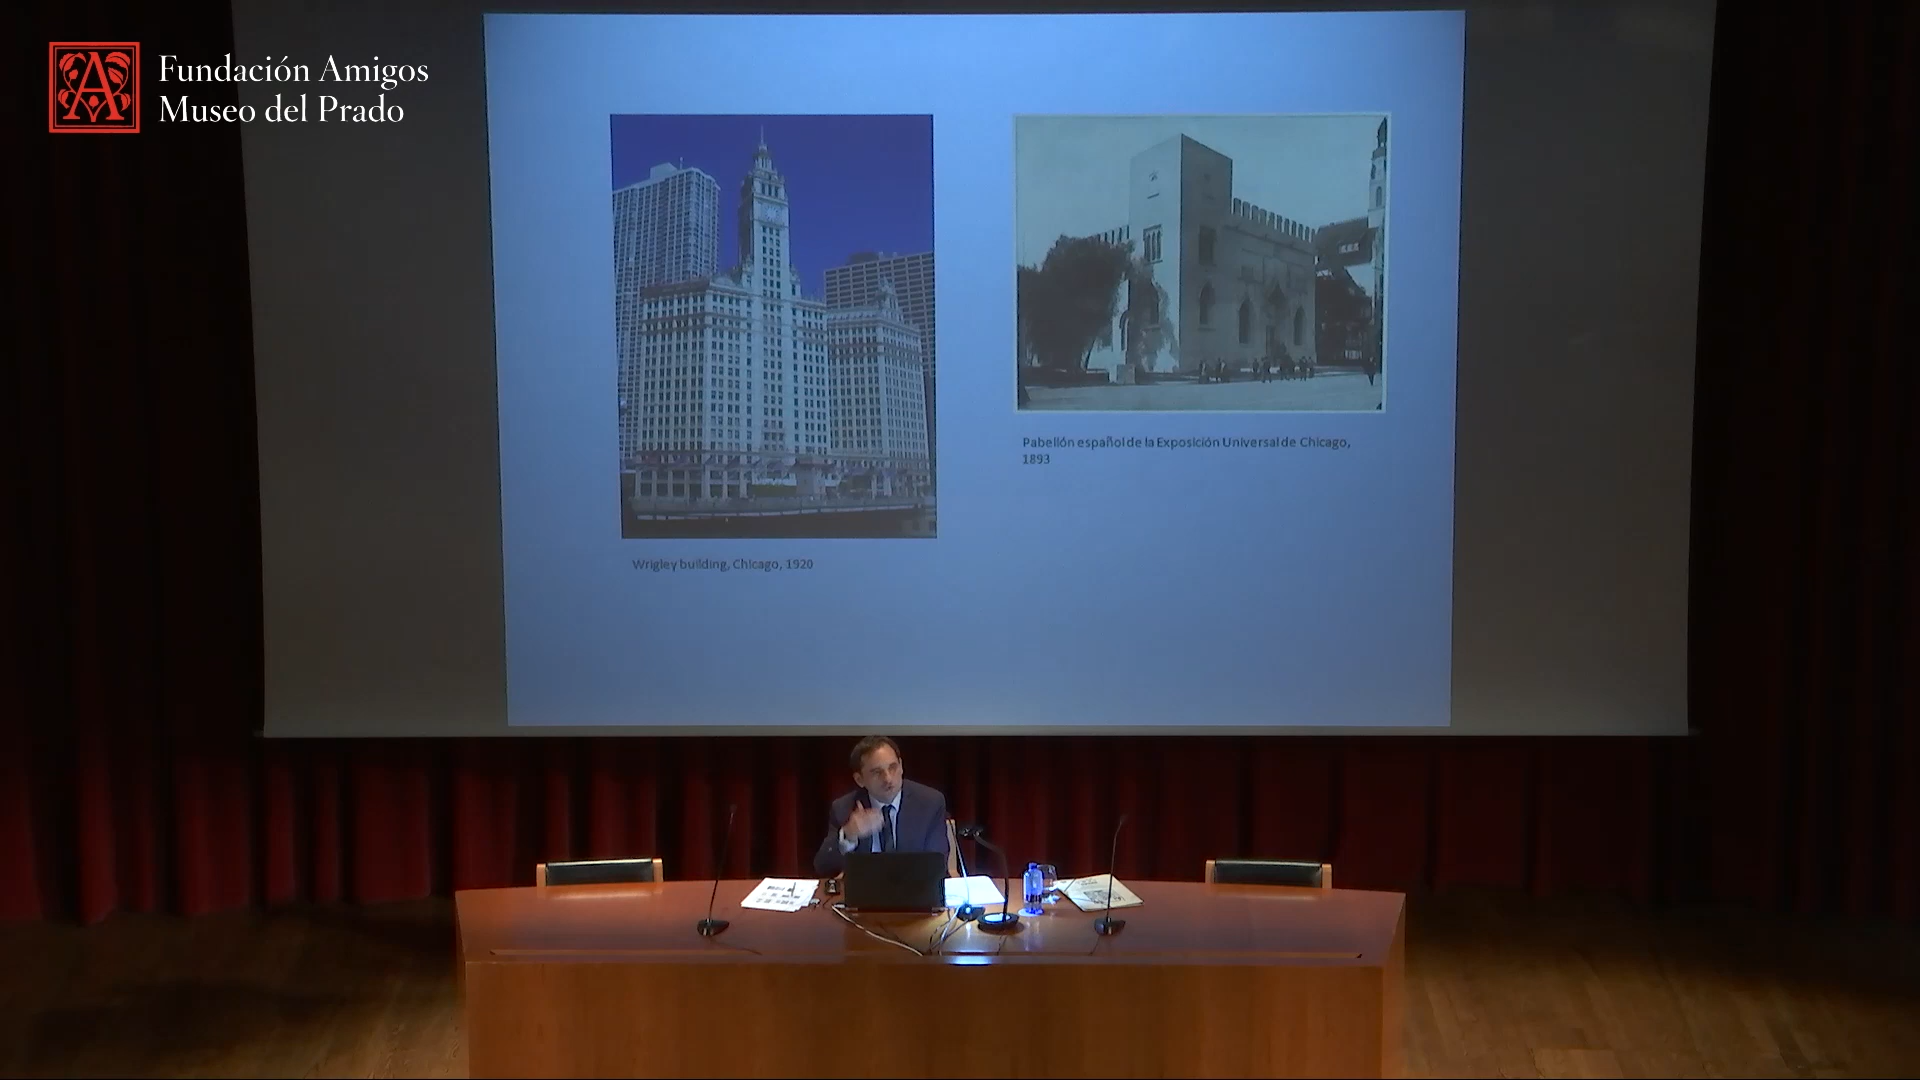 Fundación Amigos
Museo del Prado
Wrigley building, Chicago, 1920
Pabellón español de la Exposición Universal de Chicago,
1893